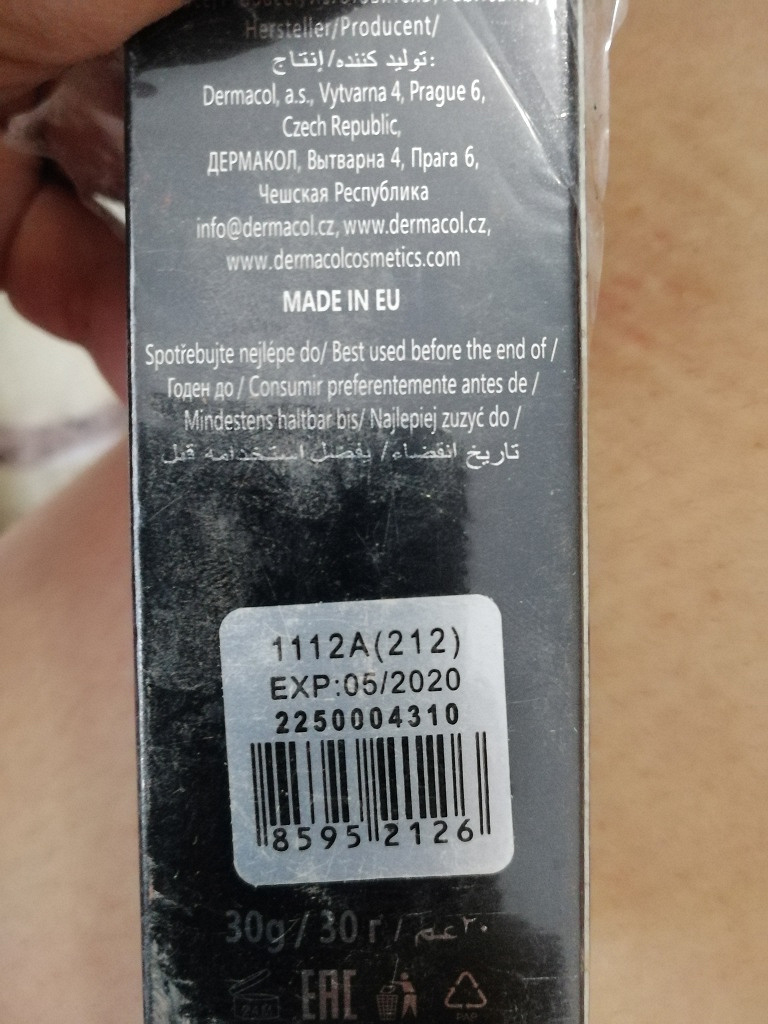 Hersteller/Producent/
تولید کننده/إنتاج:
Dermacol, a.s., Vytvarna 4, Prague 6,
Czech Republic,
ДЕРМАКОЛ, Вытварна 4, Прага 6,
Чешская Республика
info@dermacol.cz, www.dermacol.cz,
www.dermacolcosmetics.com
MADE IN EU
Spotřebujte nejlépe do/ Best used before the end of /
Годен до / Consumir preferentemente antes de /
Mindestens haltbar bis/ Najlepiej zuzyć do /
تاريخ انقضاء/ يفضل استخدامه قبل
1112A(212)
EXP:05/2020
2250004310
8595 2126
30g / 30 г / ٣٠عم
EAC
PAP